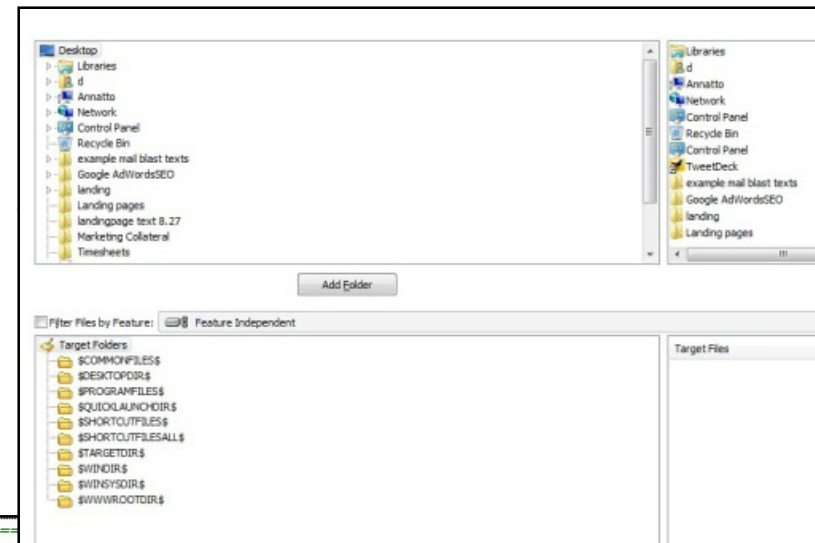 Desktop
Libraries
d
Annatto
Network
Control Panel
Recycle Bin
example mail blast texts
Google AdWordsSEO
landing
Landing pages
landingpage text 8.27
Marketing Collateral
Timesheets
Libraries
d
Annatto
Network
Control Panel
Recycle Bin
Control Panel
TweetDeck
example mail blast texts
Google AdWordsSEO
landing
Landing pages
Add Folder
Filter Files by Feature: Feature Independent
Target Folders
$COMMONFILES$
$DESKTOPDIR$
$PROGRAMFILES$
$QUICKLAUNCHDIR$
$SHORTCUTFILES$
$SHORTCUTFILESALL$
$TARGETDIR$
$WINDIR$
$WINSYSDIR$
$WWWROOTDIR$
Target Files
==